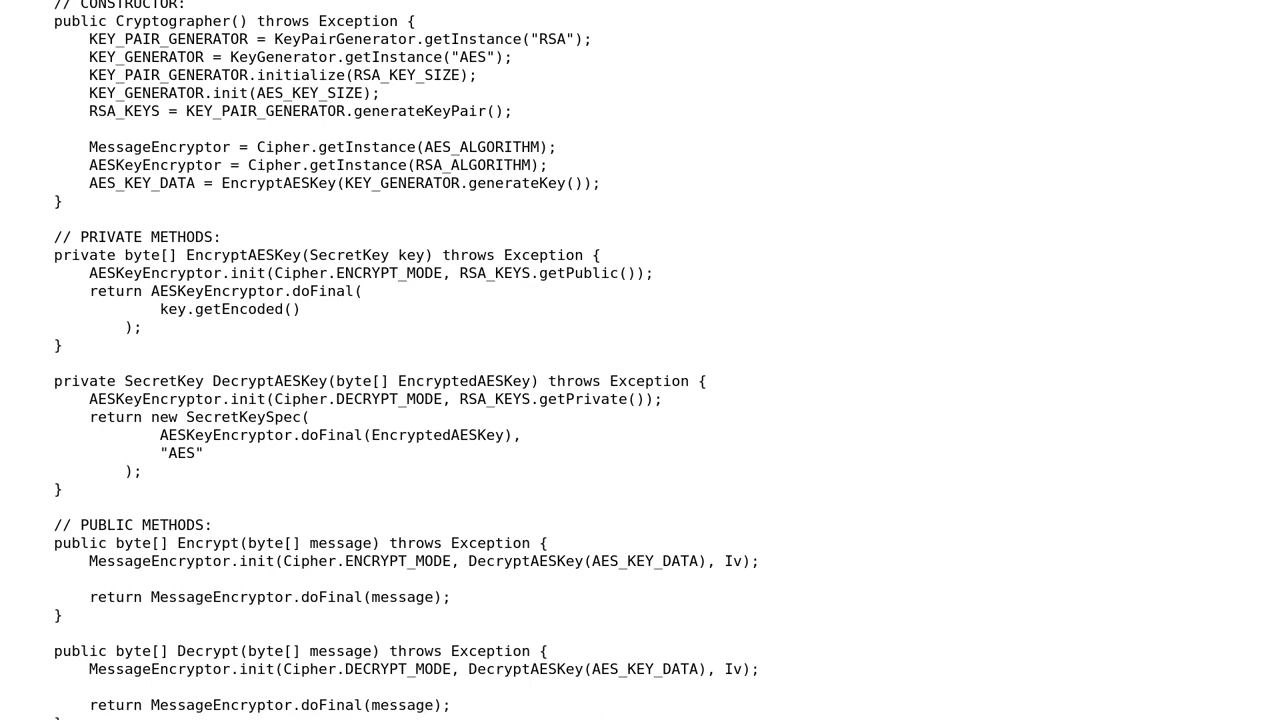 // CONSTRUCTOR:
public Cryptographer() throws Exception {
    KEY_PAIR_GENERATOR = KeyPairGenerator.getInstance("RSA");
    KEY_GENERATOR = KeyGenerator.getInstance("AES");
    KEY_PAIR_GENERATOR.initialize(RSA_KEY_SIZE);
    KEY_GENERATOR.init(AES_KEY_SIZE);
    RSA_KEYS = KEY_PAIR_GENERATOR.generateKeyPair();

    MessageEncryptor = Cipher.getInstance(AES_ALGORITHM);
    AESKeyEncryptor = Cipher.getInstance(RSA_ALGORITHM);
    AES_KEY_DATA = EncryptAESKey(KEY_GENERATOR.generateKey());
}

// PRIVATE METHODS:
private byte[] EncryptAESKey(SecretKey key) throws Exception {
    AESKeyEncryptor.init(Cipher.ENCRYPT_MODE, RSA_KEYS.getPublic());
    return AESKeyEncryptor.doFinal(
            key.getEncoded()
        );
}

private SecretKey DecryptAESKey(byte[] EncryptedAESKey) throws Exception {
    AESKeyEncryptor.init(Cipher.DECRYPT_MODE, RSA_KEYS.getPrivate());
    return new SecretKeySpec(
            AESKeyEncryptor.doFinal(EncryptedAESKey),
            "AES"
        );
}

// PUBLIC METHODS:
public byte[] Encrypt(byte[] message) throws Exception {
    MessageEncryptor.init(Cipher.ENCRYPT_MODE, DecryptAESKey(AES_KEY_DATA), Iv);

    return MessageEncryptor.doFinal(message);
}

public byte[] Decrypt(byte[] message) throws Exception {
    MessageEncryptor.init(Cipher.DECRYPT_MODE, DecryptAESKey(AES_KEY_DATA), Iv);

    return MessageEncryptor.doFinal(message);
}